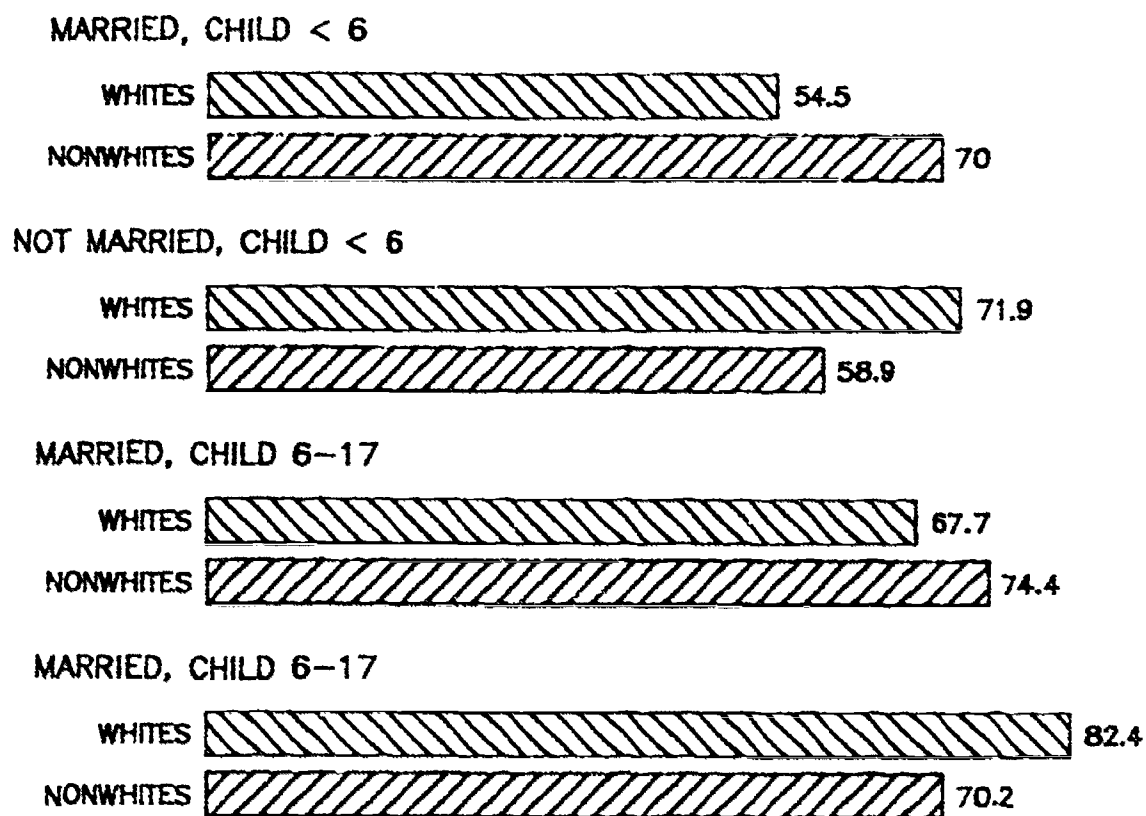 MARRIED, CHILD < 6
WHITES 54.5
NONWHITES 70
NOT MARRIED, CHILD < 6
WHITES 71.9
NONWHITES 58.9
MARRIED, CHILD 6-17
WHITES 67.7
NONWHITES 74.4
MARRIED, CHILD 6-17
WHITES 82.4
NONWHITES 70.2